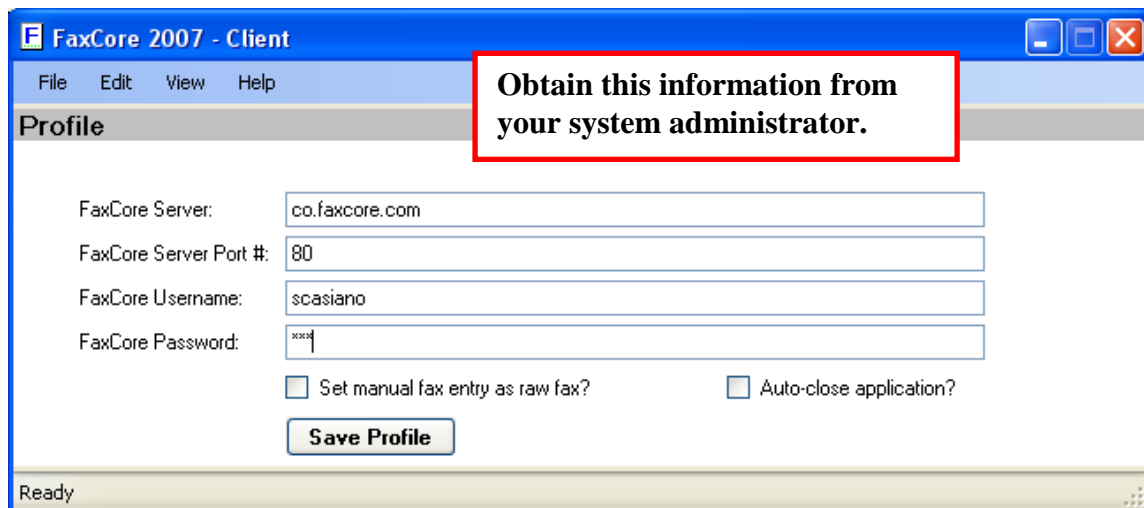 FaxCore 2007 - Client
File Edit View Help
Obtain this information from
your system administrator.
Profile
FaxCore Server: co.faxcore.com
FaxCore Server Port #: 80
FaxCore Username: scasiano
FaxCore Password: ***
Set manual fax entry as raw fax? Auto-close application?
Save Profile
Ready